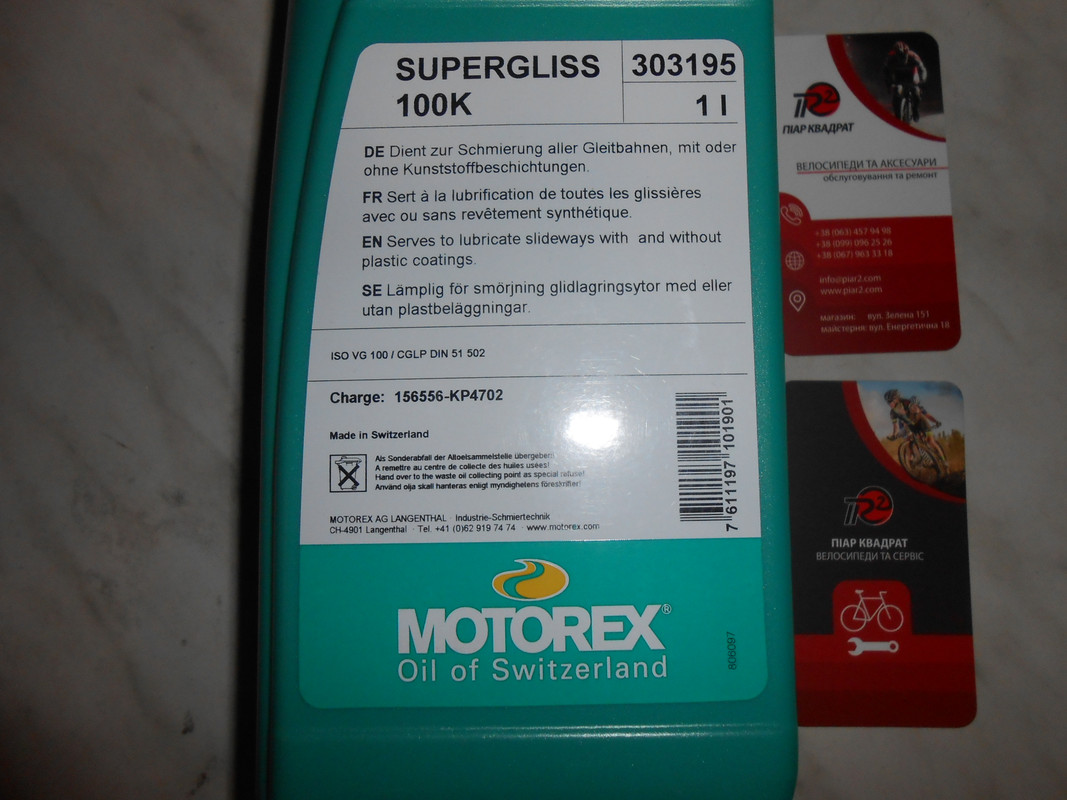 SUPERGLISS
100K
303195
1 l
DE Dient zur Schmierung aller Gleitbahnen, mit oder
ohne Kunststoffbeschichtungen.
FR Sert à la lubrification de toutes les glissières
avec ou sans revêtement synthétique.
EN Serves to lubricate slideways with and without
plastic coatings.
SE Lämplig för smörjning glidlagringsytor med eller
utan plastbeläggningar.
ISO VG 100 / CGLP DIN 51 502
Charge: 156556-KP4702
Made in Switzerland
Als Sonderabfall der Altoelsammelstelle übergeben!
A remettre au centre de collecte des huiles usées!
Hand over to the waste oil collecting point as special refuse!
Använd olja skall hanteras enligt myndighetens föreskrifter!
MOTOREX AG LANGENTHAL · Industrie-Schmiertechnik
CH-4901 Langenthal · Tel. +41 (0)62 919 74 74 · www.motorex.com
7 611197 101901
MOTOREX®
Oil of Switzerland
806097
ПІАР КВАДРАТ
ВЕЛОСИПЕДИ ТА АКСЕСУАРИ
обслуговування та ремонт
+38 (063) 457 94 98
+38 (099) 096 25 26
+38 (067) 963 33 18
info@piar2.com
www.piar2.com
магазин: вул. Зелена 151
майстерня: вул. Енергетична 18
ПІАР КВАДРАТ
ВЕЛОСИПЕДИ ТА СЕРВІС